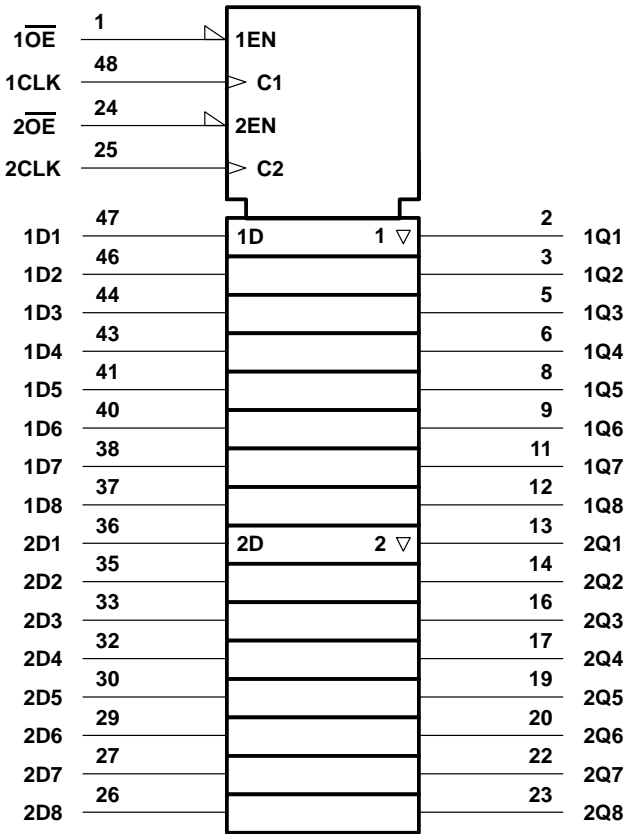 1O̅E̅ 1 1EN
1CLK 48 C1
2O̅E̅ 24 2EN
2CLK 25 C2
1D1 47 1D 1 ▽ 2 1Q1
1D2 46 3 1Q2
1D3 44 5 1Q3
1D4 43 6 1Q4
1D5 41 8 1Q5
1D6 40 9 1Q6
1D7 38 11 1Q7
1D8 37 12 1Q8
2D1 36 2D 2 ▽ 13 2Q1
2D2 35 14 2Q2
2D3 33 16 2Q3
2D4 32 17 2Q4
2D5 30 19 2Q5
2D6 29 20 2Q6
2D7 27 22 2Q7
2D8 26 23 2Q8